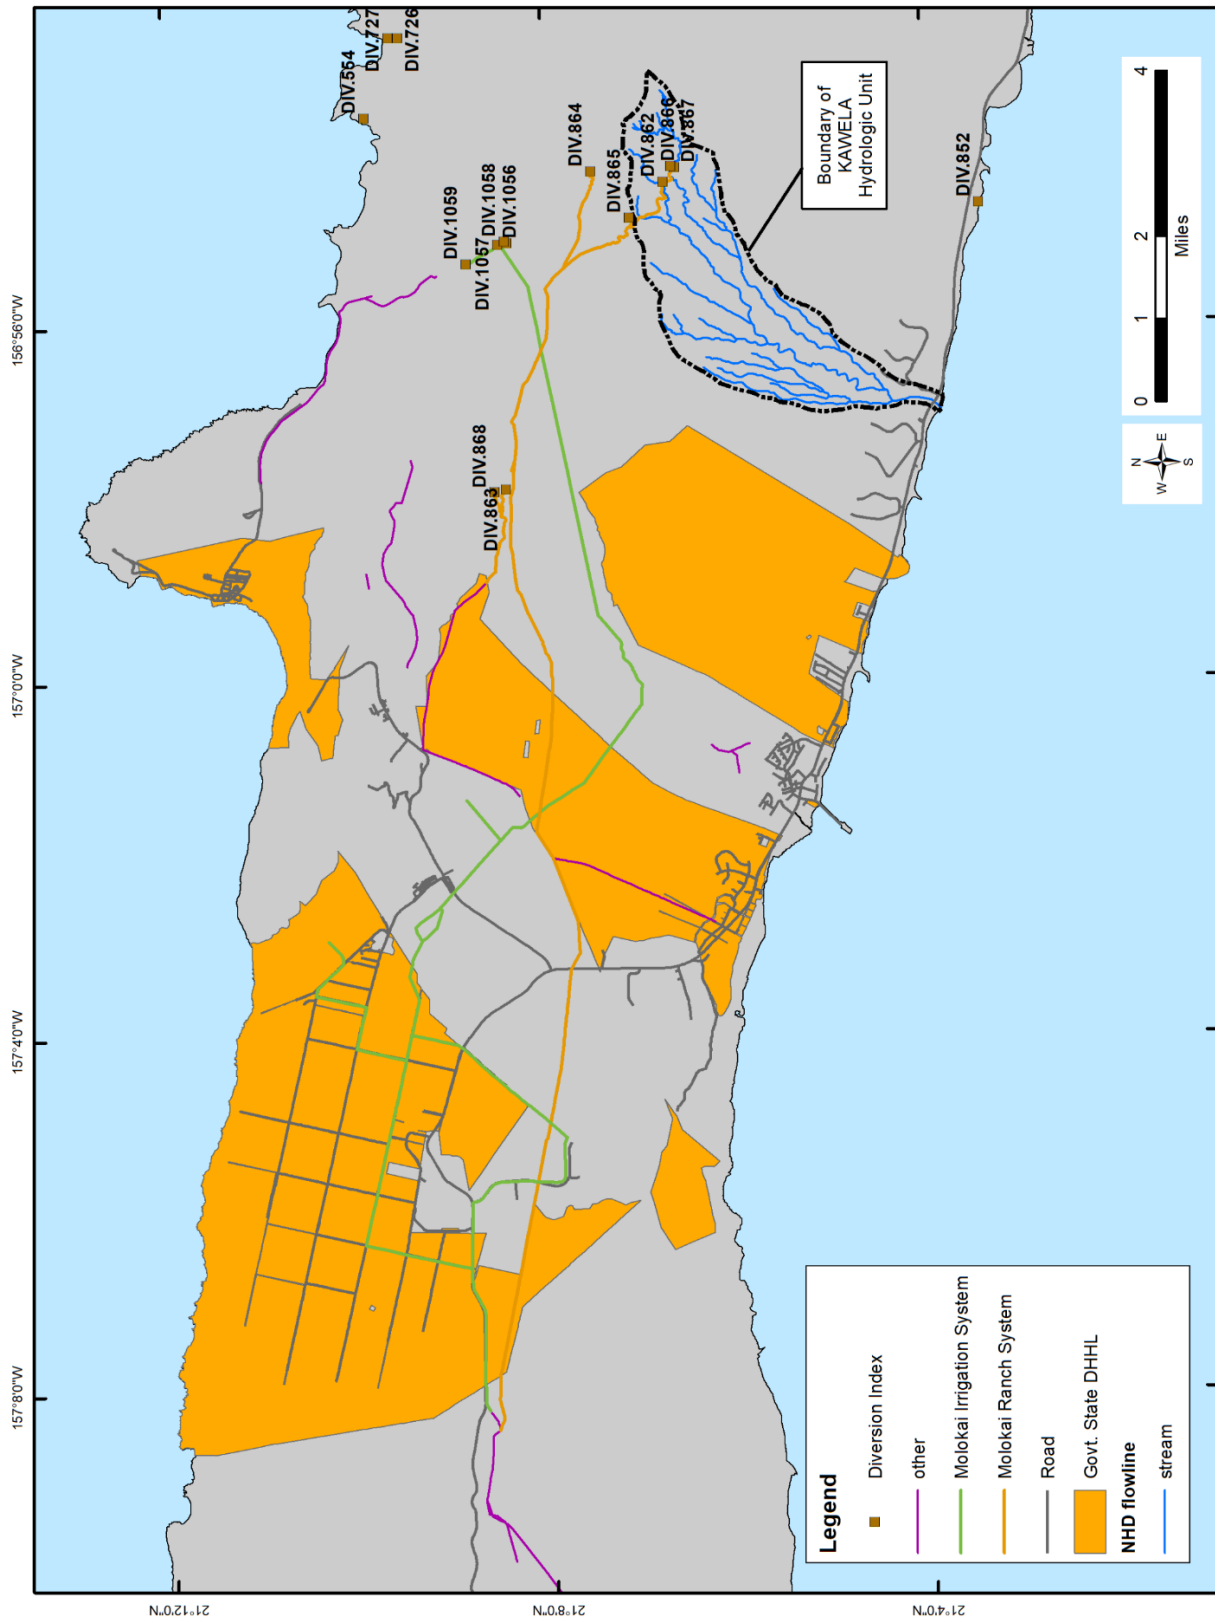 157°8'0"W
157°4'0"W
157°0'0"W
156°56'0"W
21°12'0"N
21°8'0"N
21°4'0"N
DIV.554
DIV.727
DIV.726
DIV.1059
DIV.1057
DIV.1058
DIV.1056
DIV.864
DIV.865
DIV.862
DIV.866
DIV.867
DIV.868
DIV.863
DIV.852
Boundary of
KAWELA
Hydrologic Unit
Legend
Diversion Index
other
Molokai Irrigation System
Molokai Ranch System
Road
Govt. State DHHL
NHD flowline
stream
N
W E
S
0 1 2 4
Miles